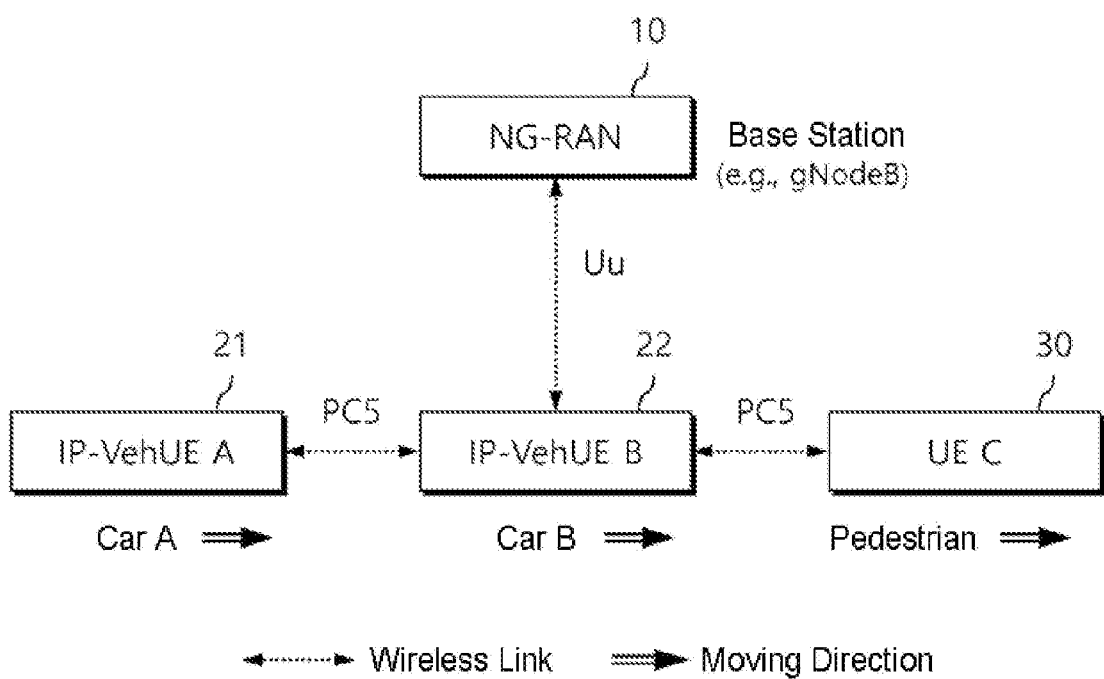 10
NG-RAN
Base Station
(e.g., gNodeB)
Uu
21
22
30
PC5
PC5
IP-VehUE A
IP-VehUE B
UE C
Car A
Car B
Pedestrian
Wireless Link
Moving Direction